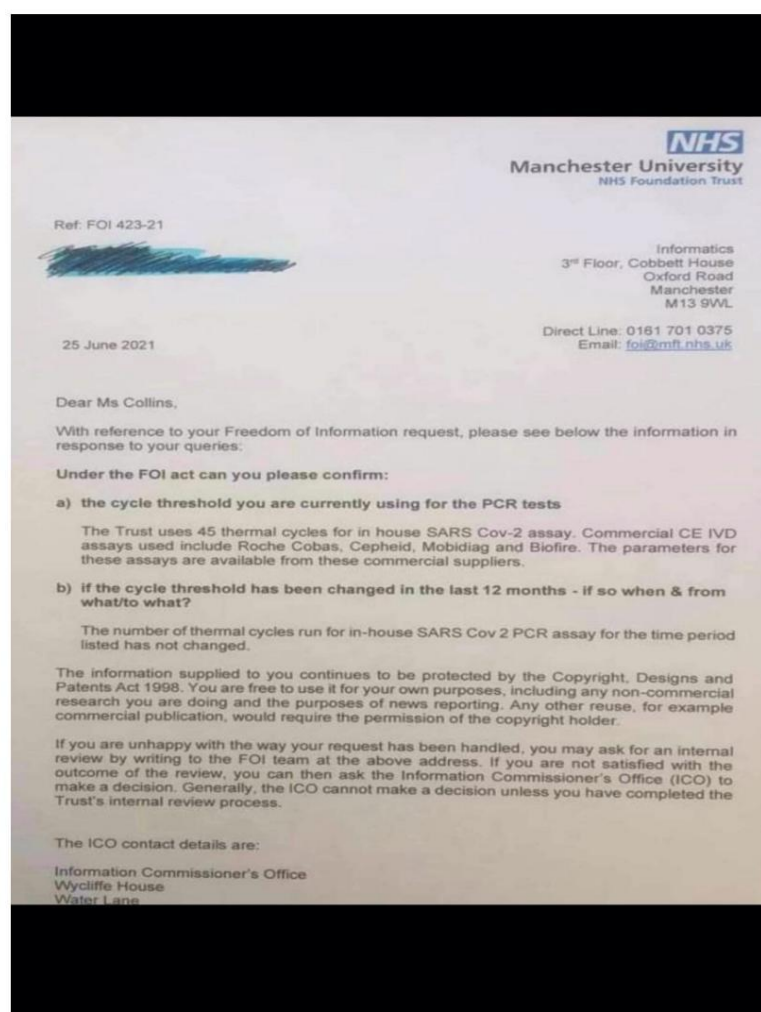 NHS
Manchester University
NHS Foundation Trust
Ref: FOI 423-21
Informatics
3rd Floor, Cobbett House
Oxford Road
Manchester
M13 9WL
Direct Line: 0161 701 0375
Email: foi@mft.nhs.uk
25 June 2021
Dear Ms Collins,
With reference to your Freedom of Information request, please see below the information in
response to your queries:
Under the FOI act can you please confirm:
a) the cycle threshold you are currently using for the PCR tests
The Trust uses 45 thermal cycles for in house SARS Cov-2 assay. Commercial CE IVD
assays used include Roche Cobas, Cepheid, Mobidiag and Biofire. The parameters for
these assays are available from these commercial suppliers.
b) if the cycle threshold has been changed in the last 12 months - if so when & from
what/to what?
The number of thermal cycles run for in-house SARS Cov 2 PCR assay for the time period
listed has not changed.
The information supplied to you continues to be protected by the Copyright, Designs and
Patents Act 1998. You are free to use it for your own purposes, including any non-commercial
research you are doing and the purposes of news reporting. Any other reuse, for example
commercial publication, would require the permission of the copyright holder.
If you are unhappy with the way your request has been handled, you may ask for an internal
review by writing to the FOI team at the above address. If you are not satisfied with the
outcome of the review, you can then ask the Information Commissioner's Office (ICO) to
make a decision. Generally, the ICO cannot make a decision unless you have completed the
Trust's internal review process.
The ICO contact details are:
Information Commissioner's Office
Wycliffe House
Water Lane